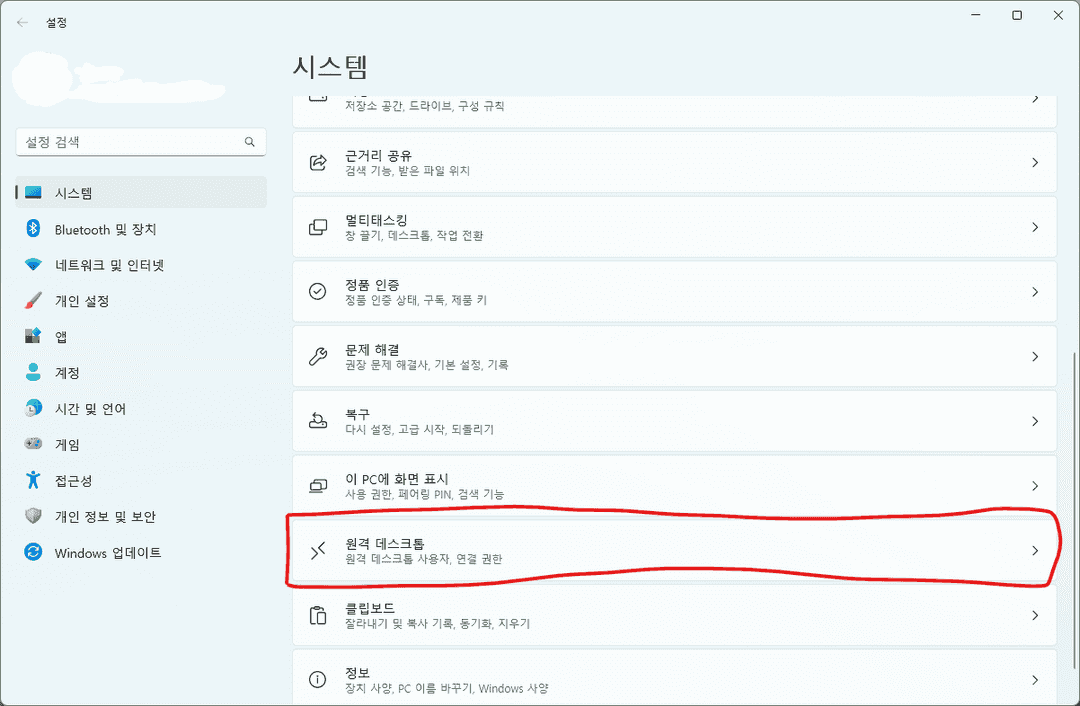 설정
시스템
설정 검색
시스템
Bluetooth 및 장치
네트워크 및 인터넷
개인 설정
앱
계정
시간 및 언어
게임
접근성
개인 정보 및 보안
Windows 업데이트
저장소 공간, 드라이브, 구성 규칙
근거리 공유
검색 기능, 받은 파일 위치
멀티태스킹
창 끌기, 데스크톱, 작업 전환
정품 인증
정품 인증 상태, 구독, 제품 키
문제 해결
권장 문제 해결사, 기본 설정, 기록
복구
다시 설정, 고급 시작, 되돌리기
이 PC에 화면 표시
사용 권한, 페어링 PIN, 검색 기능
원격 데스크톱
원격 데스크톱 사용자, 연결 권한
클립보드
잘라내기 및 복사 기록, 동기화, 지우기
정보
장치 사양, PC 이름 바꾸기, Windows 사양